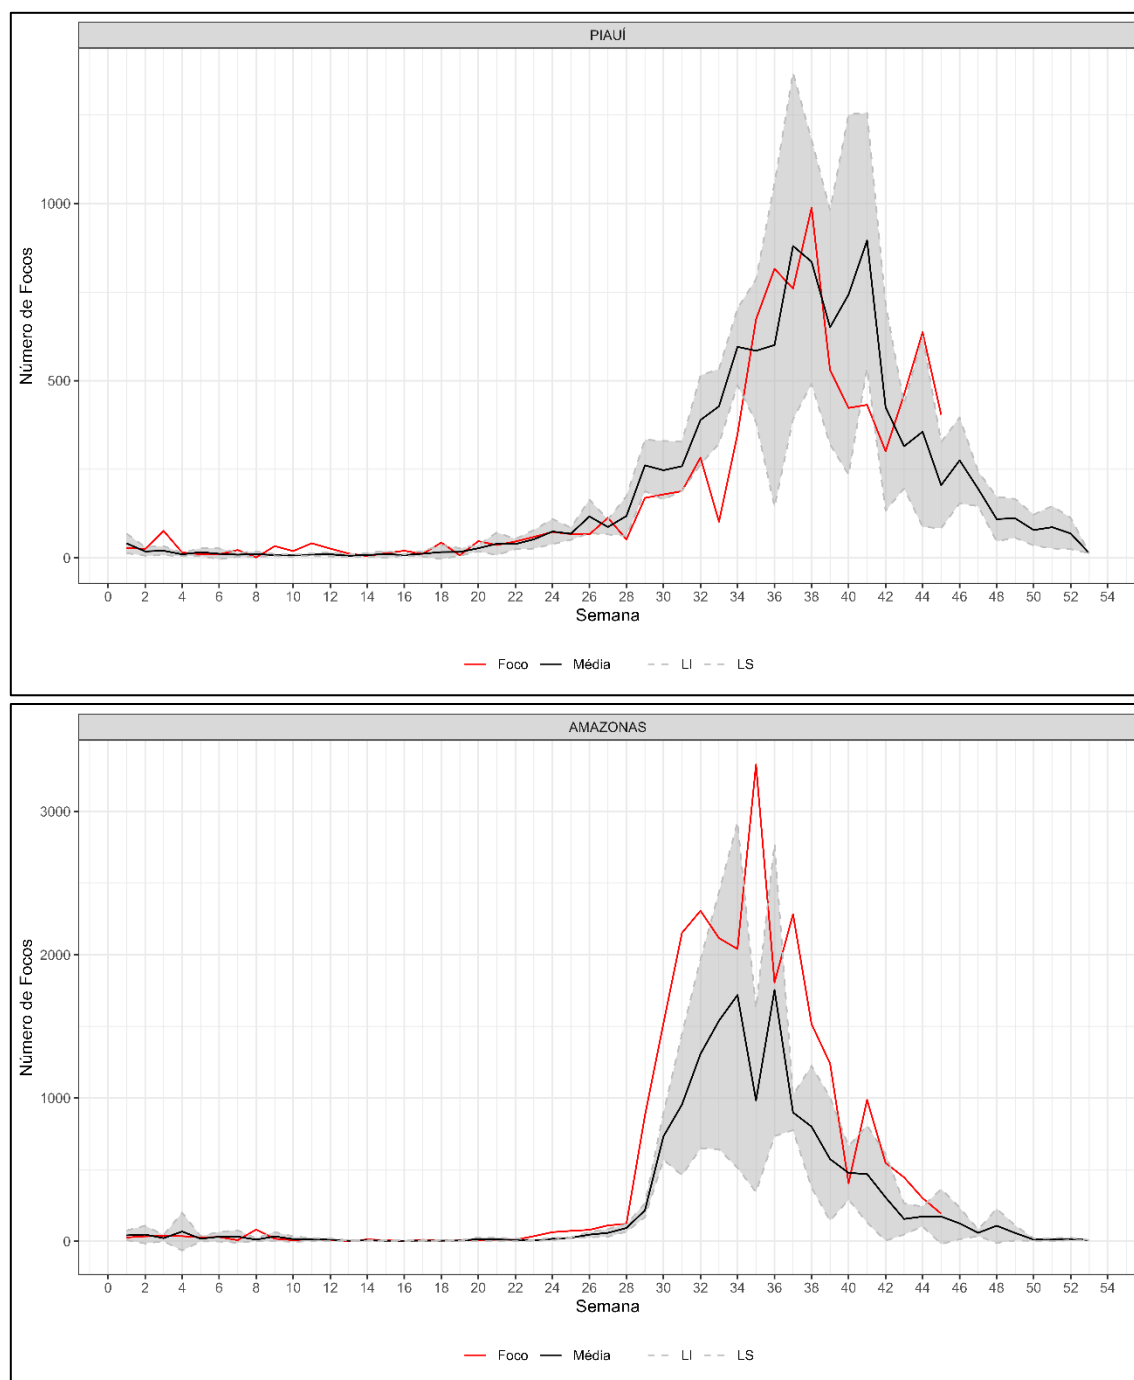 PIAUÍ
Número de Focos
1000
500
0
0 2 4 6 8 10 12 14 16 18 20 22 24 26 28 30 32 34 36 38 40 42 44 46 48 50 52 54
Semana
Foco Média LI LS
AMAZONAS
Número de Focos
3000
2000
1000
0
0 2 4 6 8 10 12 14 16 18 20 22 24 26 28 30 32 34 36 38 40 42 44 46 48 50 52 54
Semana
Foco Média LI LS